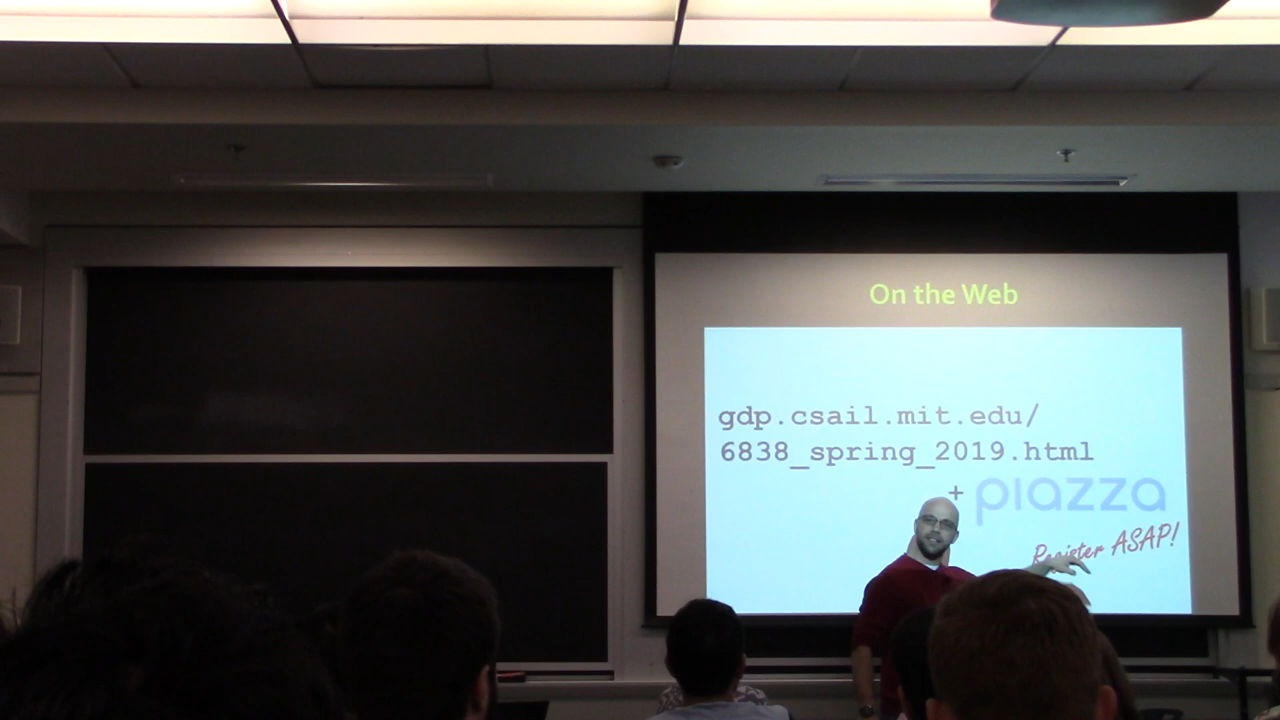 On the Web
gdp.csail.mit.edu/
6838_spring_2019.html
+ piazza
Register ASAP!